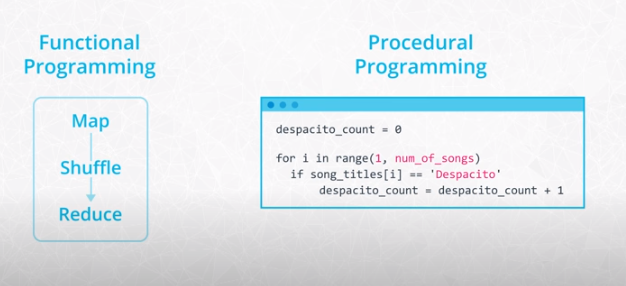 Functional
Programming
Map
Shuffle
Reduce
Procedural
Programming
despacito_count = 0
for i in range(1, num_of_songs)
if song_titles[i] == 'Despacito'
despacito_count = despacito_count + 1